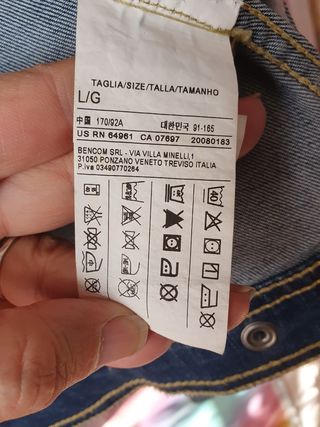 TAGLIA/SIZE/TALLA/TAMANHO
L/G
中国 170/92A 대한민국 91-165
US RN 64961 CA 07697 20080183
BENCOM SRL - VIA VILLA MINELLI,1
31050 PONZANO VENETO TREVISO ITALIA
P.iva 03490770264